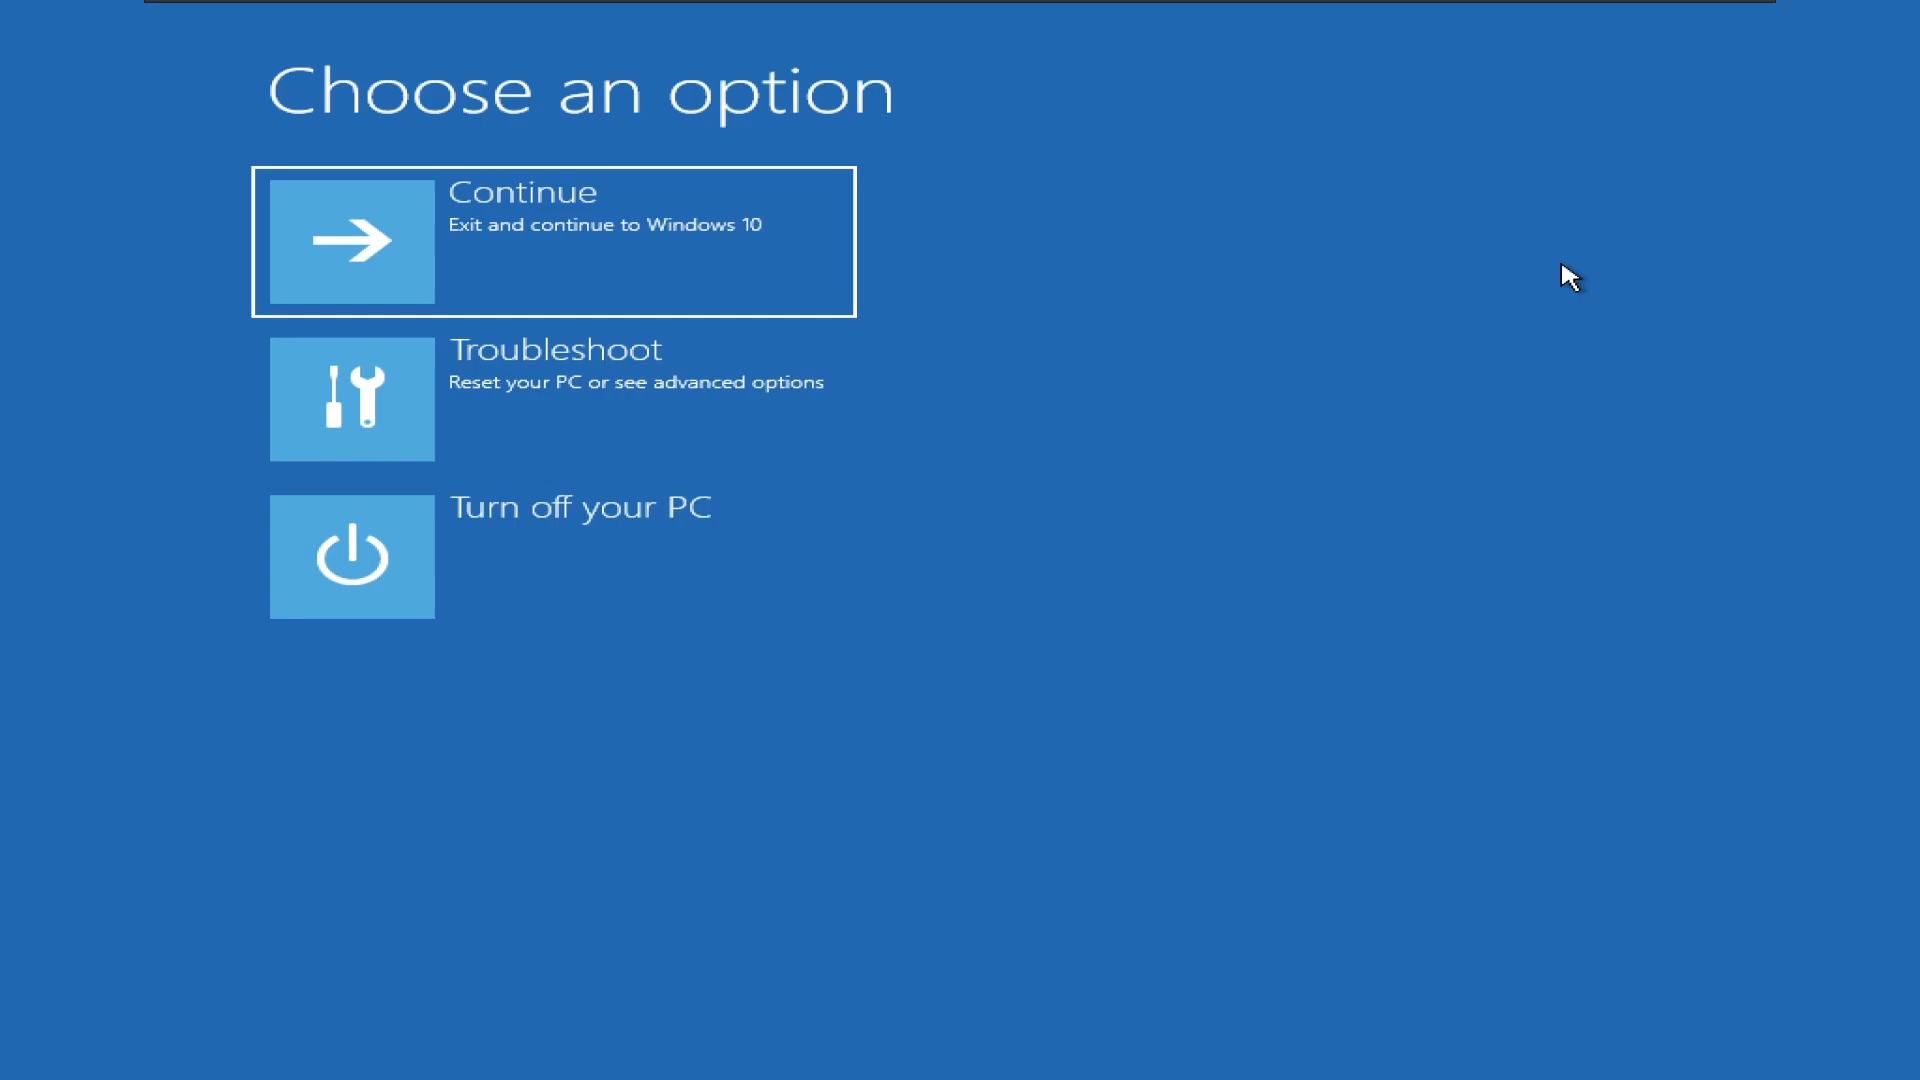 Choose an option
Continue
Exit and continue to Windows 10
Troubleshoot
Reset your PC or see advanced options
Turn off your PC